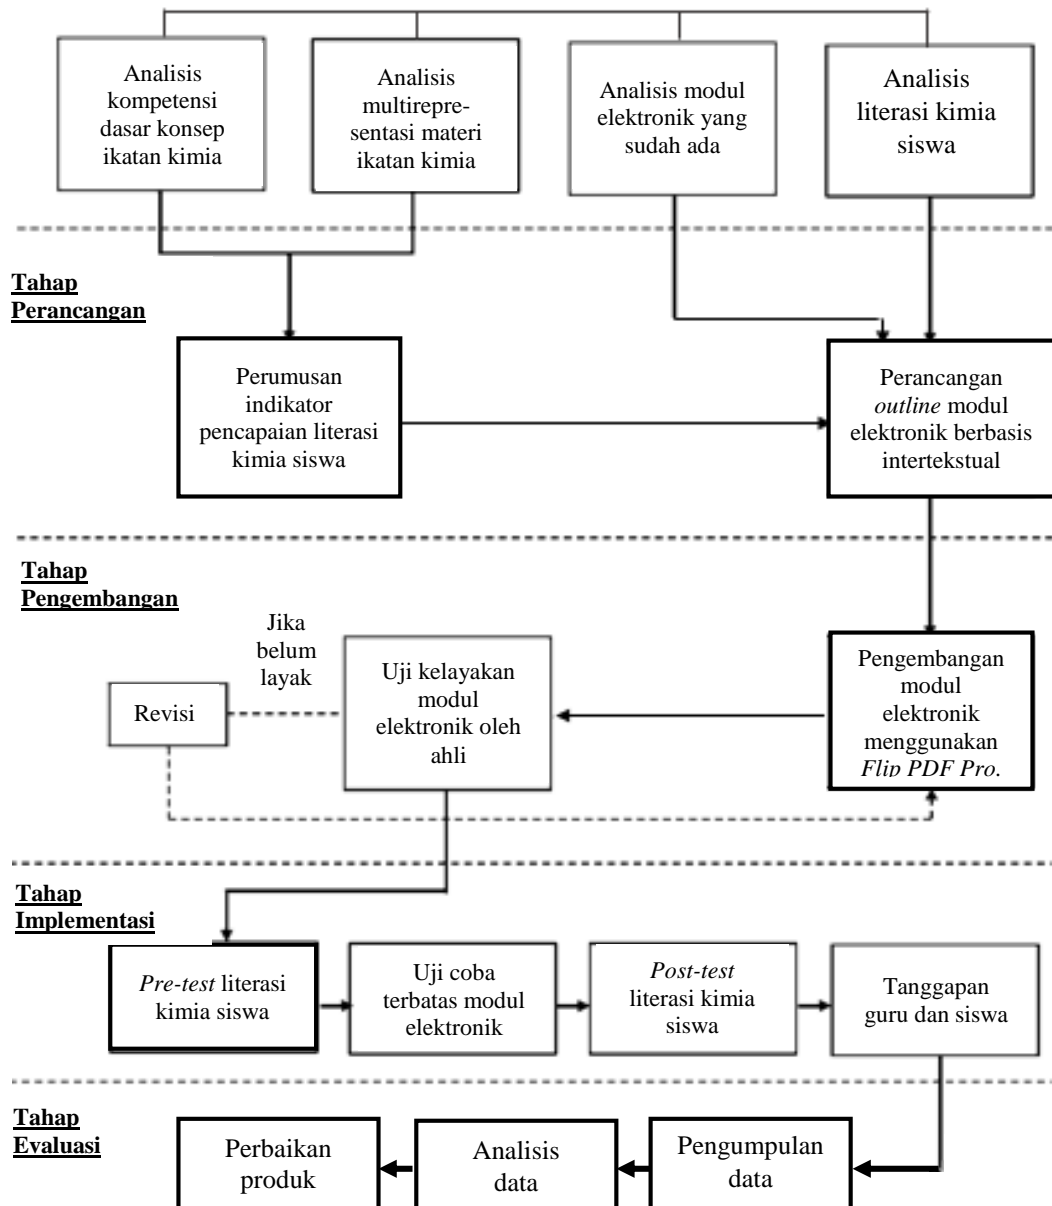 Analisis
kompetensi
dasar konsep
ikatan kimia
Analisis
multirepre-
sentasi materi
ikatan kimia
Analisis modul
elektronik yang
sudah ada
Analisis
literasi kimia
siswa
Tahap
Perancangan
Perumusan
indikator
pencapaian literasi
kimia siswa
Perancangan
outline modul
elektronik berbasis
intertekstual
Tahap
Pengembangan
Jika
belum
layak
Revisi
Uji kelayakan
modul
elektronik oleh
ahli
Pengembangan
modul
elektronik
menggunakan
Flip PDF Pro.
Tahap
Implementasi
Pre-test literasi
kimia siswa
Uji coba
terbatas modul
elektronik
Post-test
literasi kimia
siswa
Tanggapan
guru dan siswa
Tahap
Evaluasi
Perbaikan
produk
Analisis
data
Pengumpulan
data